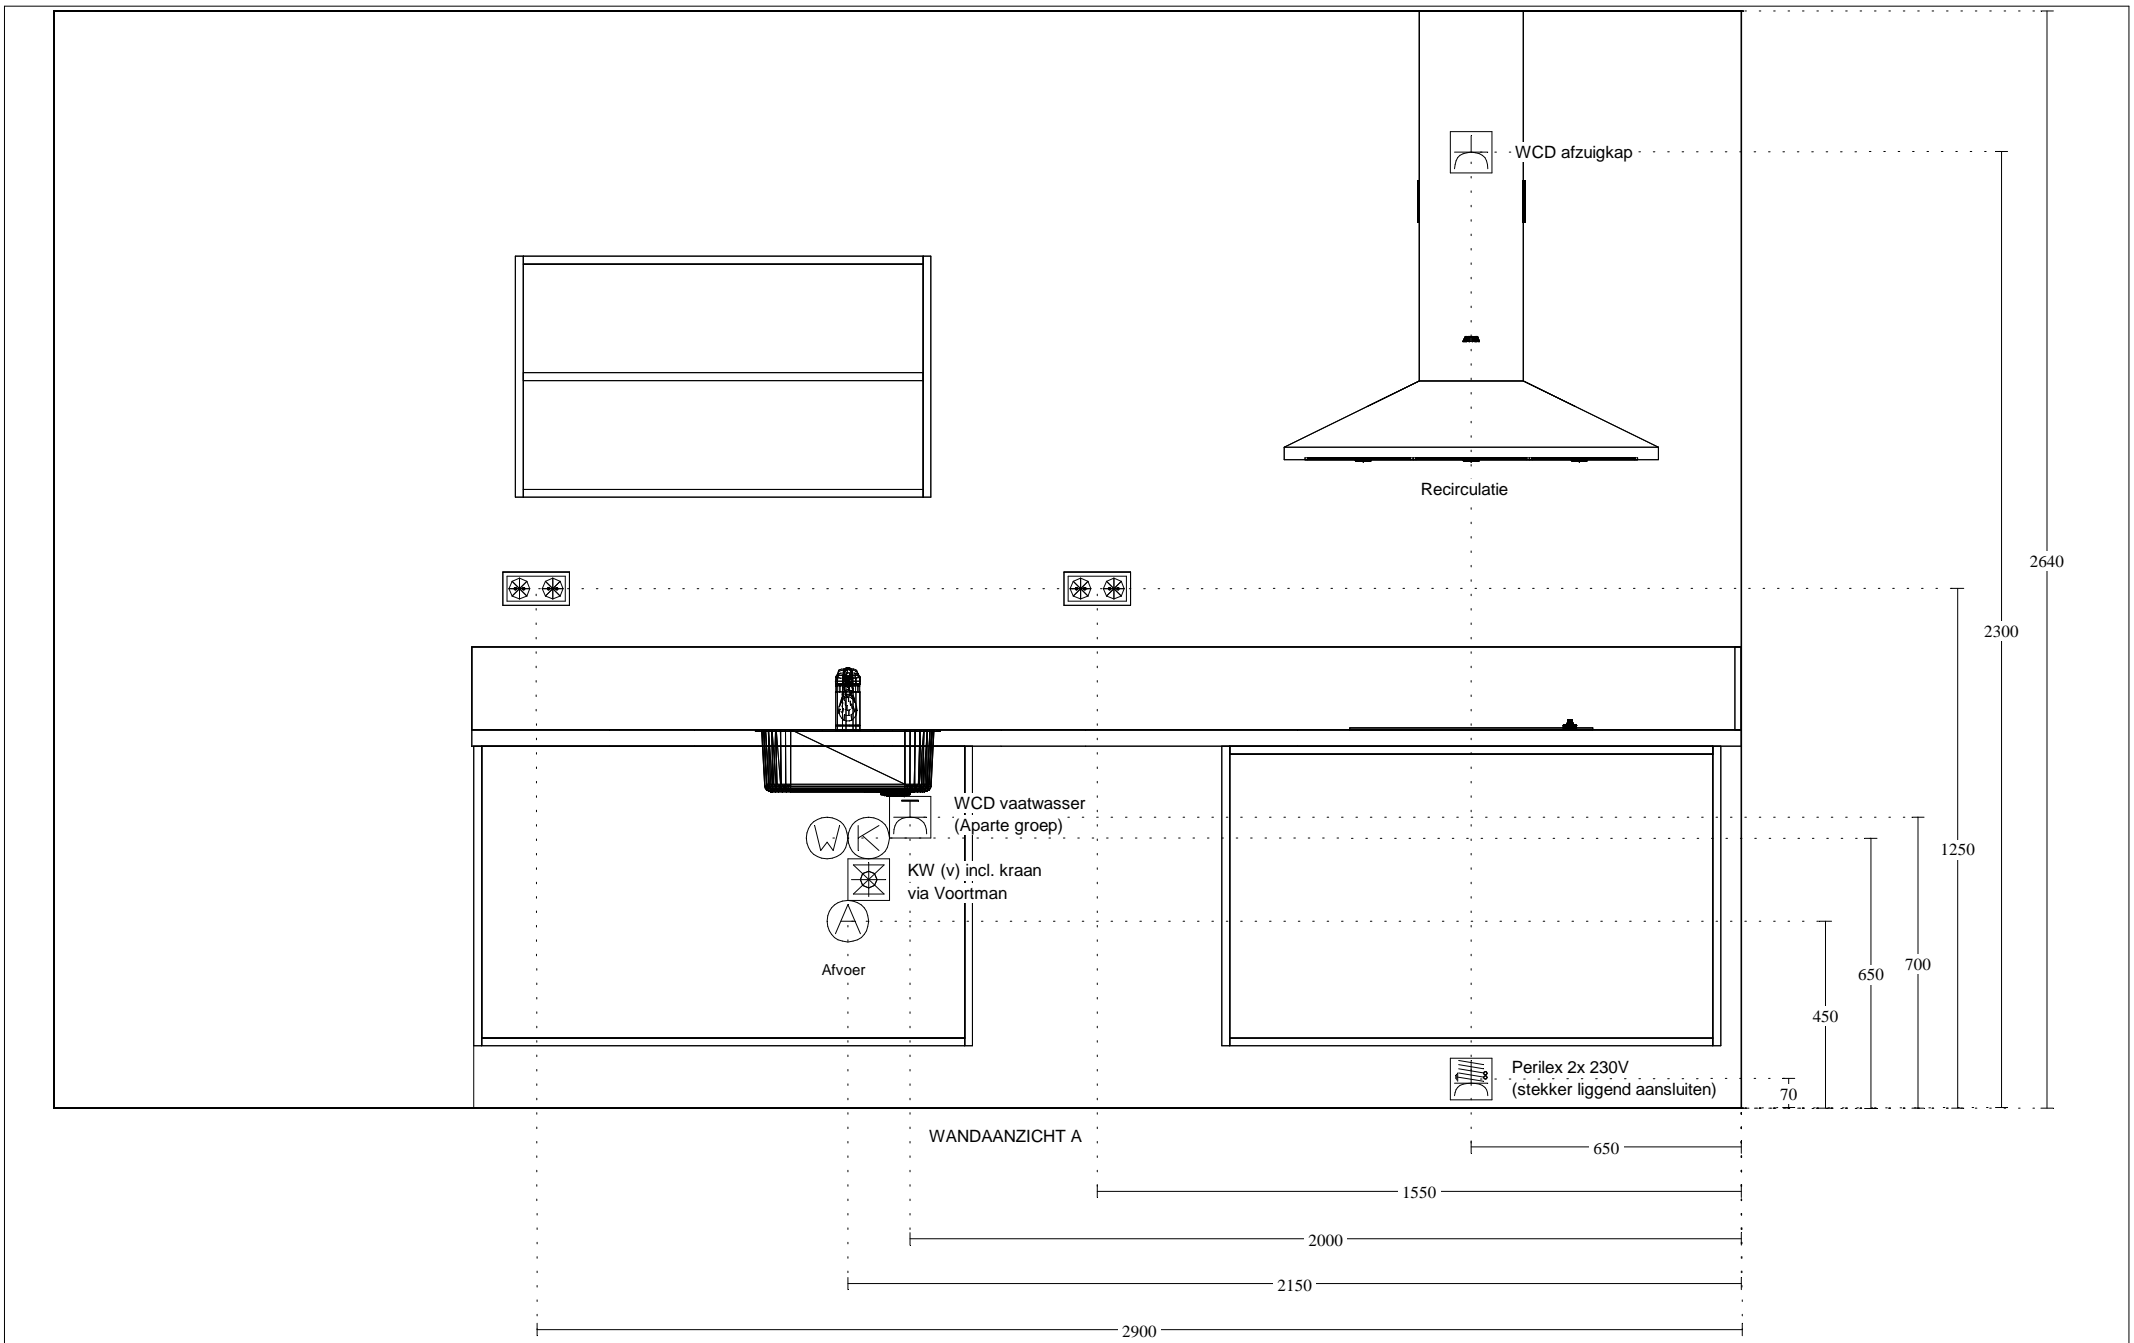 WCD afzuigkap
Recirculatie
2640
2300
WCD vaatwasser
(Aparte groep)
W K
1250
KW (v) incl. kraan
via Voortman
A
Afvoer
700
650
450
Perilex 2x 230V
(stekker liggend aansluiten)
70
WANDAANZICHT A
650
1550
2000
2150
2900